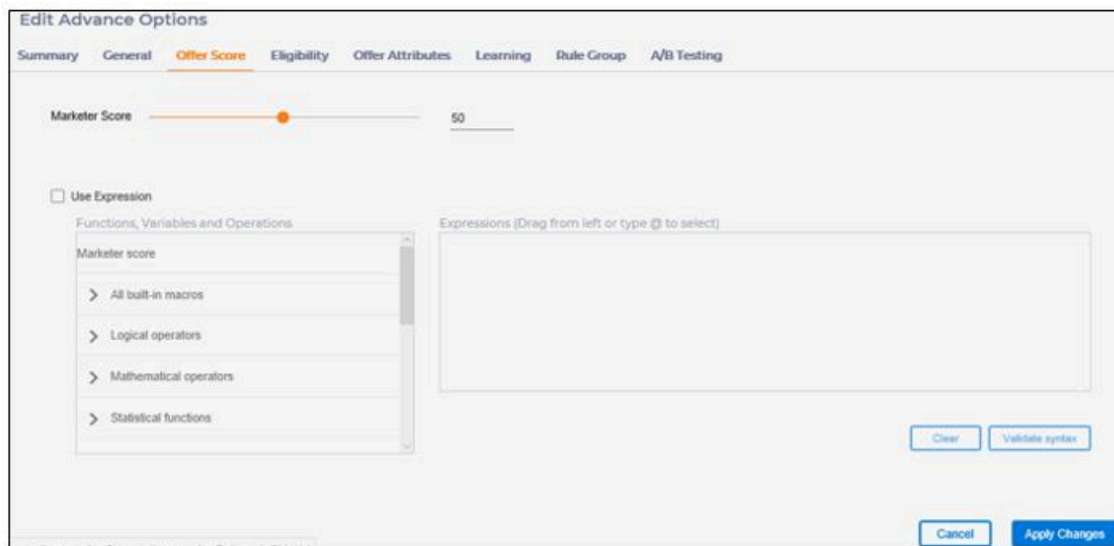 Edit Advance Options
Summary General Offer Score Eligibility Offer Attributes Learning Rule Group A/B Testing
Marketer Score 50
Use Expression
Functions, Variables and Operations Expressions (Drag from left or type @ to select)
Marketer score
All built-in macros
Logical operators
Mathematical operators
Statistical functions
Clear Validate syntax
Cancel Apply Changes